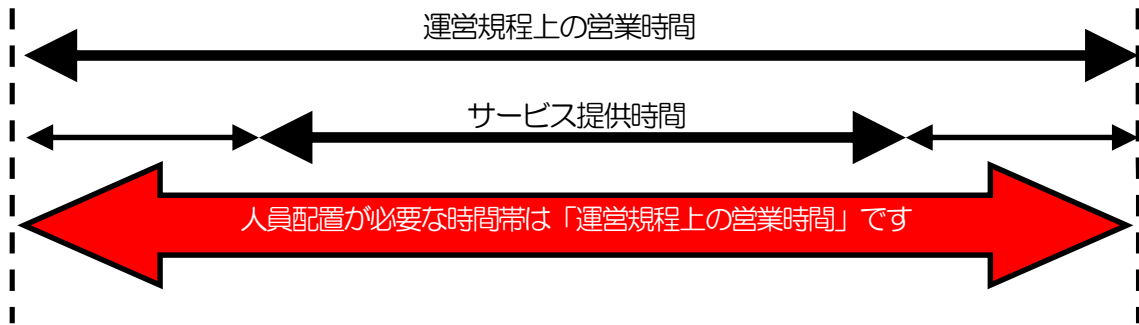 運営規程上の営業時間
サービス提供時間
人員配置が必要な時間帯は「運営規程上の営業時間」です